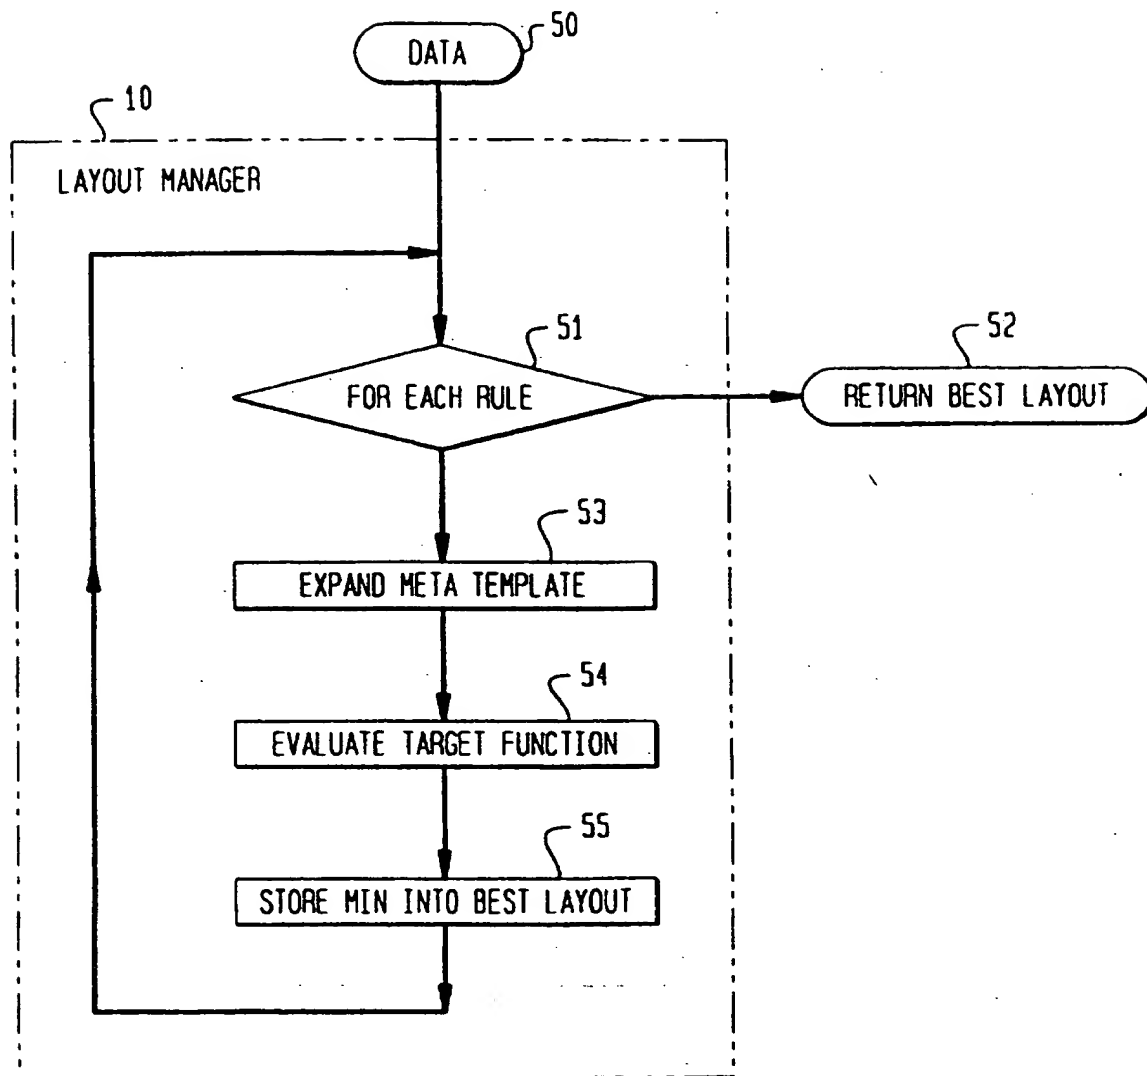 50
DATA
10
LAYOUT MANAGER
51
FOR EACH RULE
52
RETURN BEST LAYOUT
53
EXPAND META TEMPLATE
54
EVALUATE TARGET FUNCTION
55
STORE MIN INTO BEST LAYOUT